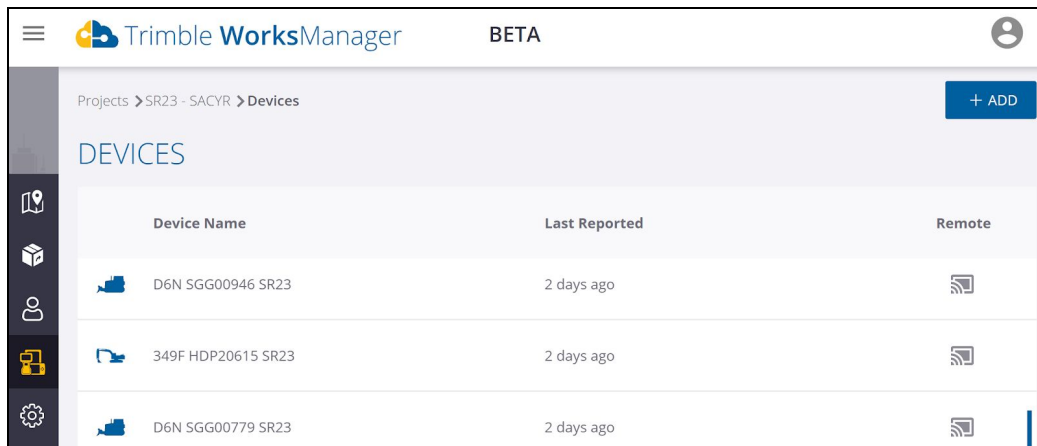 Trimble WorksManager BETA
Projects > SR23 - SACYR > Devices
+ ADD
DEVICES
Device Name Last Reported Remote
D6N SGG00946 SR23 2 days ago
349F HDP20615 SR23 2 days ago
D6N SGG00779 SR23 2 days ago